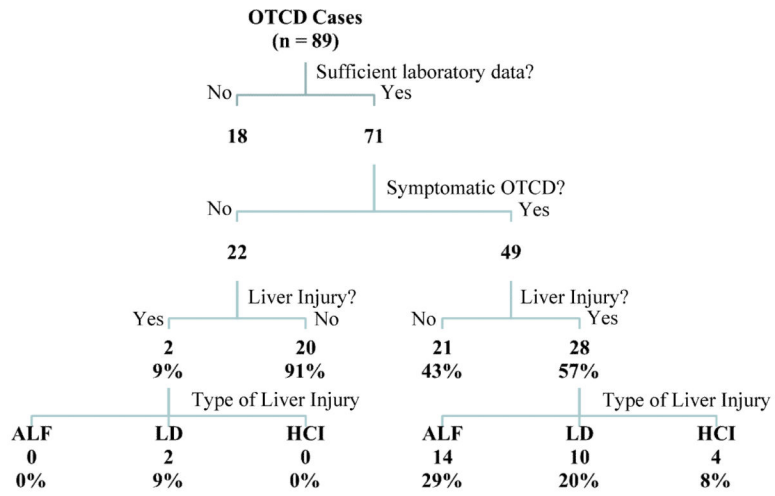 OTCD Cases
(n = 89)
Sufficient laboratory data?
No Yes
18 71
Symptomatic OTCD?
No Yes
22 49
Liver Injury? Liver Injury?
Yes No No Yes
2 20 21 28
9% 91% 43% 57%
Type of Liver Injury Type of Liver Injury
ALF LD HCI ALF LD HCI
0 2 0 14 10 4
0% 9% 0% 29% 20% 8%